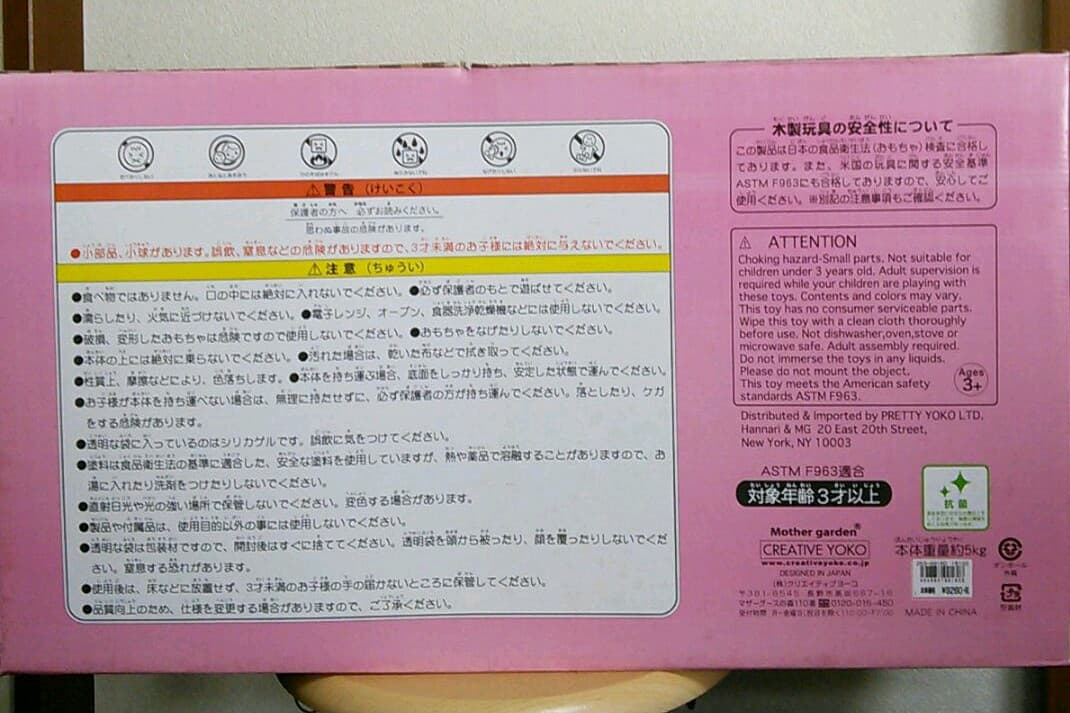 ⚠警告(けいこく)
保護者の方へ 必ずお読みください。
思わぬ事故の危険があります。
●小部品、小球があります。誤飲、窒息などの危険がありますので、3才未満のお子様には絶対に与えないでください。
⚠注意(ちゅうい)
●食べ物ではありません。口の中には絶対に入れないでください。●必ず保護者のもとで遊ばせてください。
●濡らしたり、火気に近づけないでください。●電子レンジ、オーブン、食器洗浄乾燥機などには使用しないでください。
●破損、変形したおもちゃは危険ですので使用しないでください。●おもちゃをなげたりしないでください。
●本体の上には絶対に乗らないでください。●汚れた場合は、乾いた布などで拭き取ってください。
●性質上、摩擦などにより、色落ちします。●本体を持ち運ぶ場合、底面をしっかり持ち、安定した状態で運んでください。
●お子様が本体を持ち運べない場合は、無理に持たせずに、必ず保護者の方が持ち運んでください。落としたり、ケガ
をする危険があります。
●透明な袋に入っているのはシリカゲルです。誤飲に気をつけてください。
●塗料は食品衛生法の基準に適合した、安全な塗料を使用していますが、熱や薬品で溶融することがありますので、お
湯に入れたり洗剤をつけたりしないでください。
●直射日光や光の強い場所で保管しないでください。変色する場合があります。
●製品や付属品は、使用目的以外の事には使用しないでください。
●透明な袋は包装材ですので、開封後はすぐに捨ててください。透明袋を頭から被ったり、顔を覆ったりしないでくだ
さい。窒息する恐れがあります。
●使用後は、床などに放置せず、3才未満のお子様の手の届かないところに保管してください。
●品質向上のため、仕様を変更する場合がありますので、ご了承ください。
木製玩具の安全性について
この製品は日本の食品衛生法(おもちゃ)検査に合格し
ております。また、米国の玩具に関する安全基準
ASTM F963にも合格しておりますので、安心してご
使用ください。※別記の注意事項もご確認ください。
⚠ ATTENTION
Choking hazard-Small parts. Not suitable for
children under 3 years old. Adult supervision is
required while your children are playing with
these toys. Contents and colors may vary.
This toy has no consumer serviceable parts.
Wipe this toy with a clean cloth thoroughly
before use. Not dishwasher,oven,stove or
microwave safe. Adult assembly required.
Do not immerse the toys in any liquids.
Please do not mount the object.
This toy meets the American safety
standards ASTM F963.
Ages
3+
Distributed & Imported by PRETTY YOKO LTD,
Hannari & MG 20 East 20th Street,
New York, NY 10003
ASTM F963適合
対象年齢3才以上
抗菌
Mother garden®
CREATIVE YOKO
www.creativeyoko.co.jp
DESIGNED IN JAPAN
(株)クリエイティブヨーコ
マザーグースの森110番 0120-016-450
本体重量約5kg
¥9260
MADE IN CHINA
ダンボール
外箱